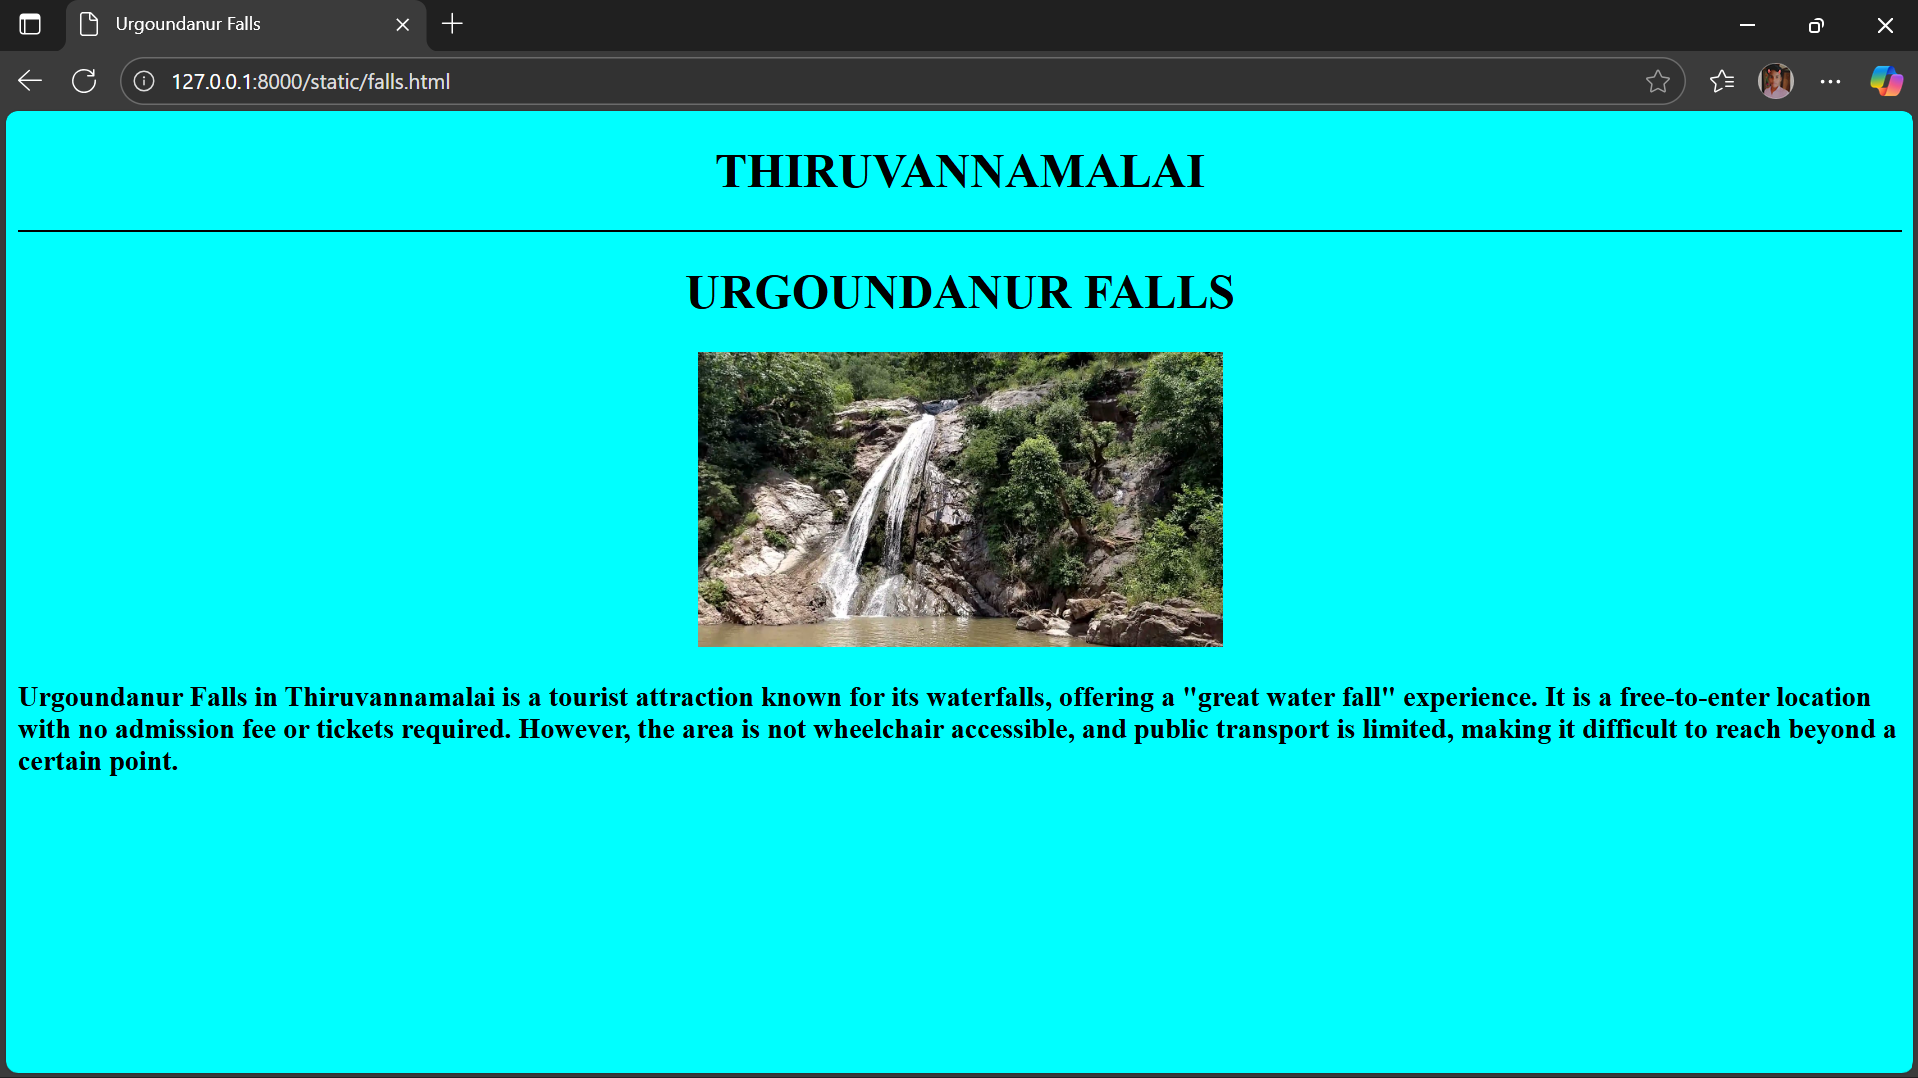 Urgoundanur Falls
127.0.0.1:8000/static/falls.html
THIRUVANNAMALAI
URGOUNDANUR FALLS
Urgoundanur Falls in Thiruvannamalai is a tourist attraction known for its waterfalls, offering a "great water fall" experience. It is a free-to-enter location
with no admission fee or tickets required. However, the area is not wheelchair accessible, and public transport is limited, making it difficult to reach beyond a
certain point.